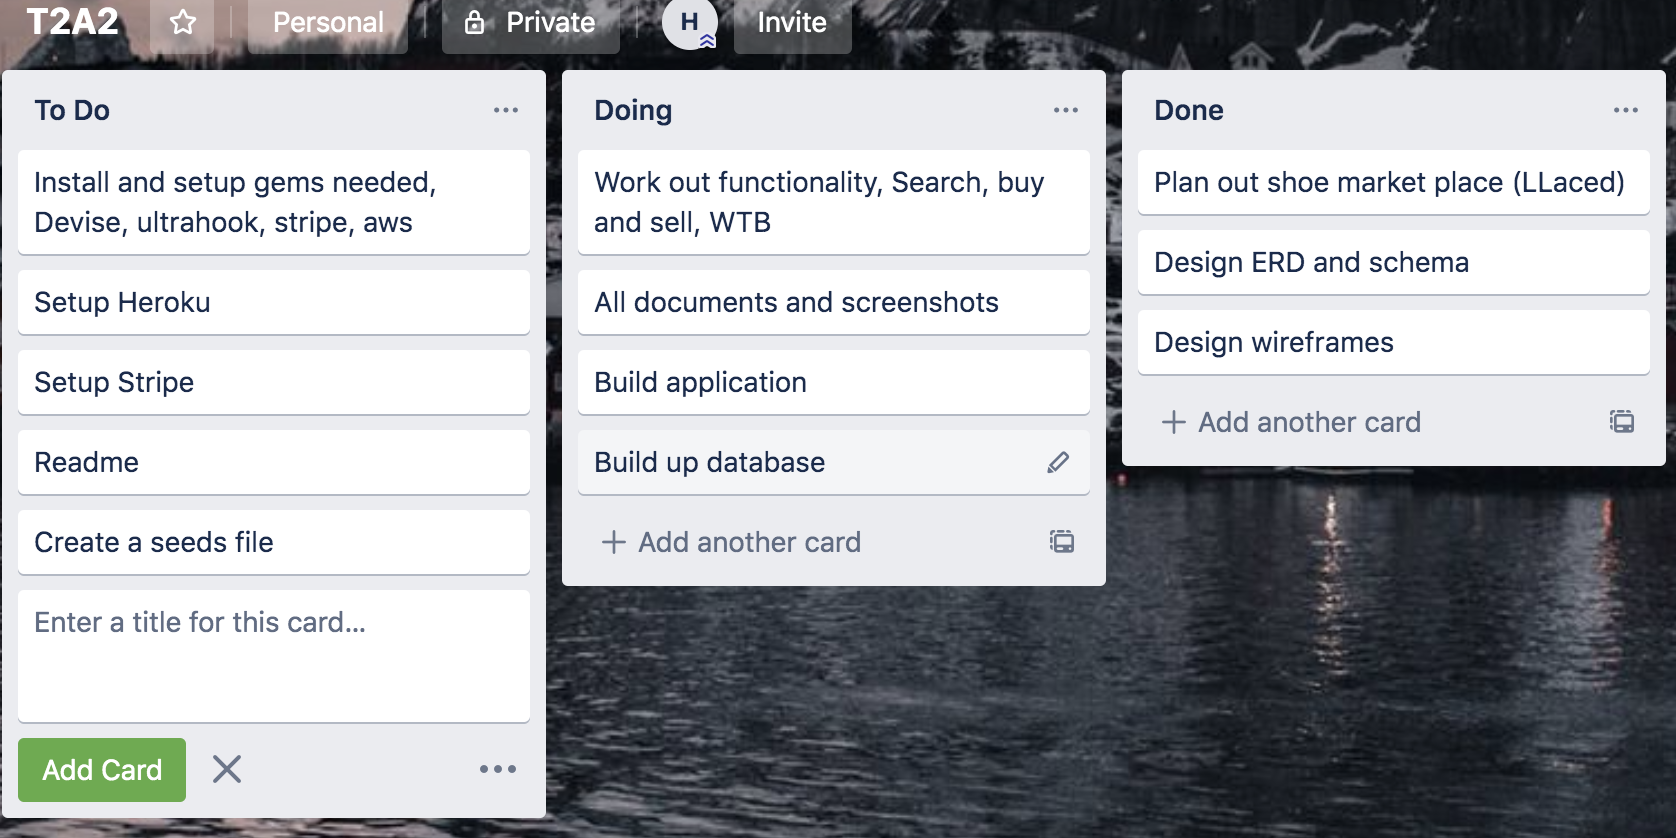 T2A2
Personal
Private
H
Invite
To Do
Install and setup gems needed,
Devise, ultrahook, stripe, aws
Setup Heroku
Setup Stripe
Readme
Create a seeds file
Enter a title for this card...
Add Card
Doing
Work out functionality, Search, buy
and sell, WTB
All documents and screenshots
Build application
Build up database
Add another card
Done
Plan out shoe market place (LLaced)
Design ERD and schema
Design wireframes
Add another card